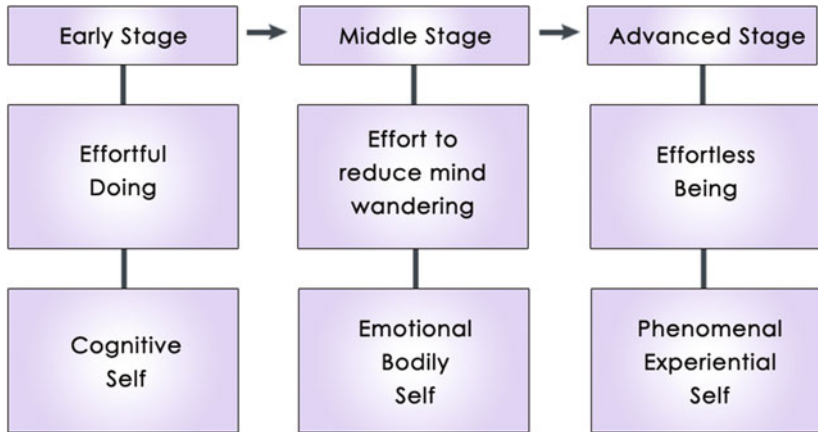 Early Stage
Middle Stage
Advanced Stage
Effortful
Doing
Effort to
reduce mind
wandering
Effortless
Being
Cognitive
Self
Emotional
Bodily
Self
Phenomenal
Experiential
Self